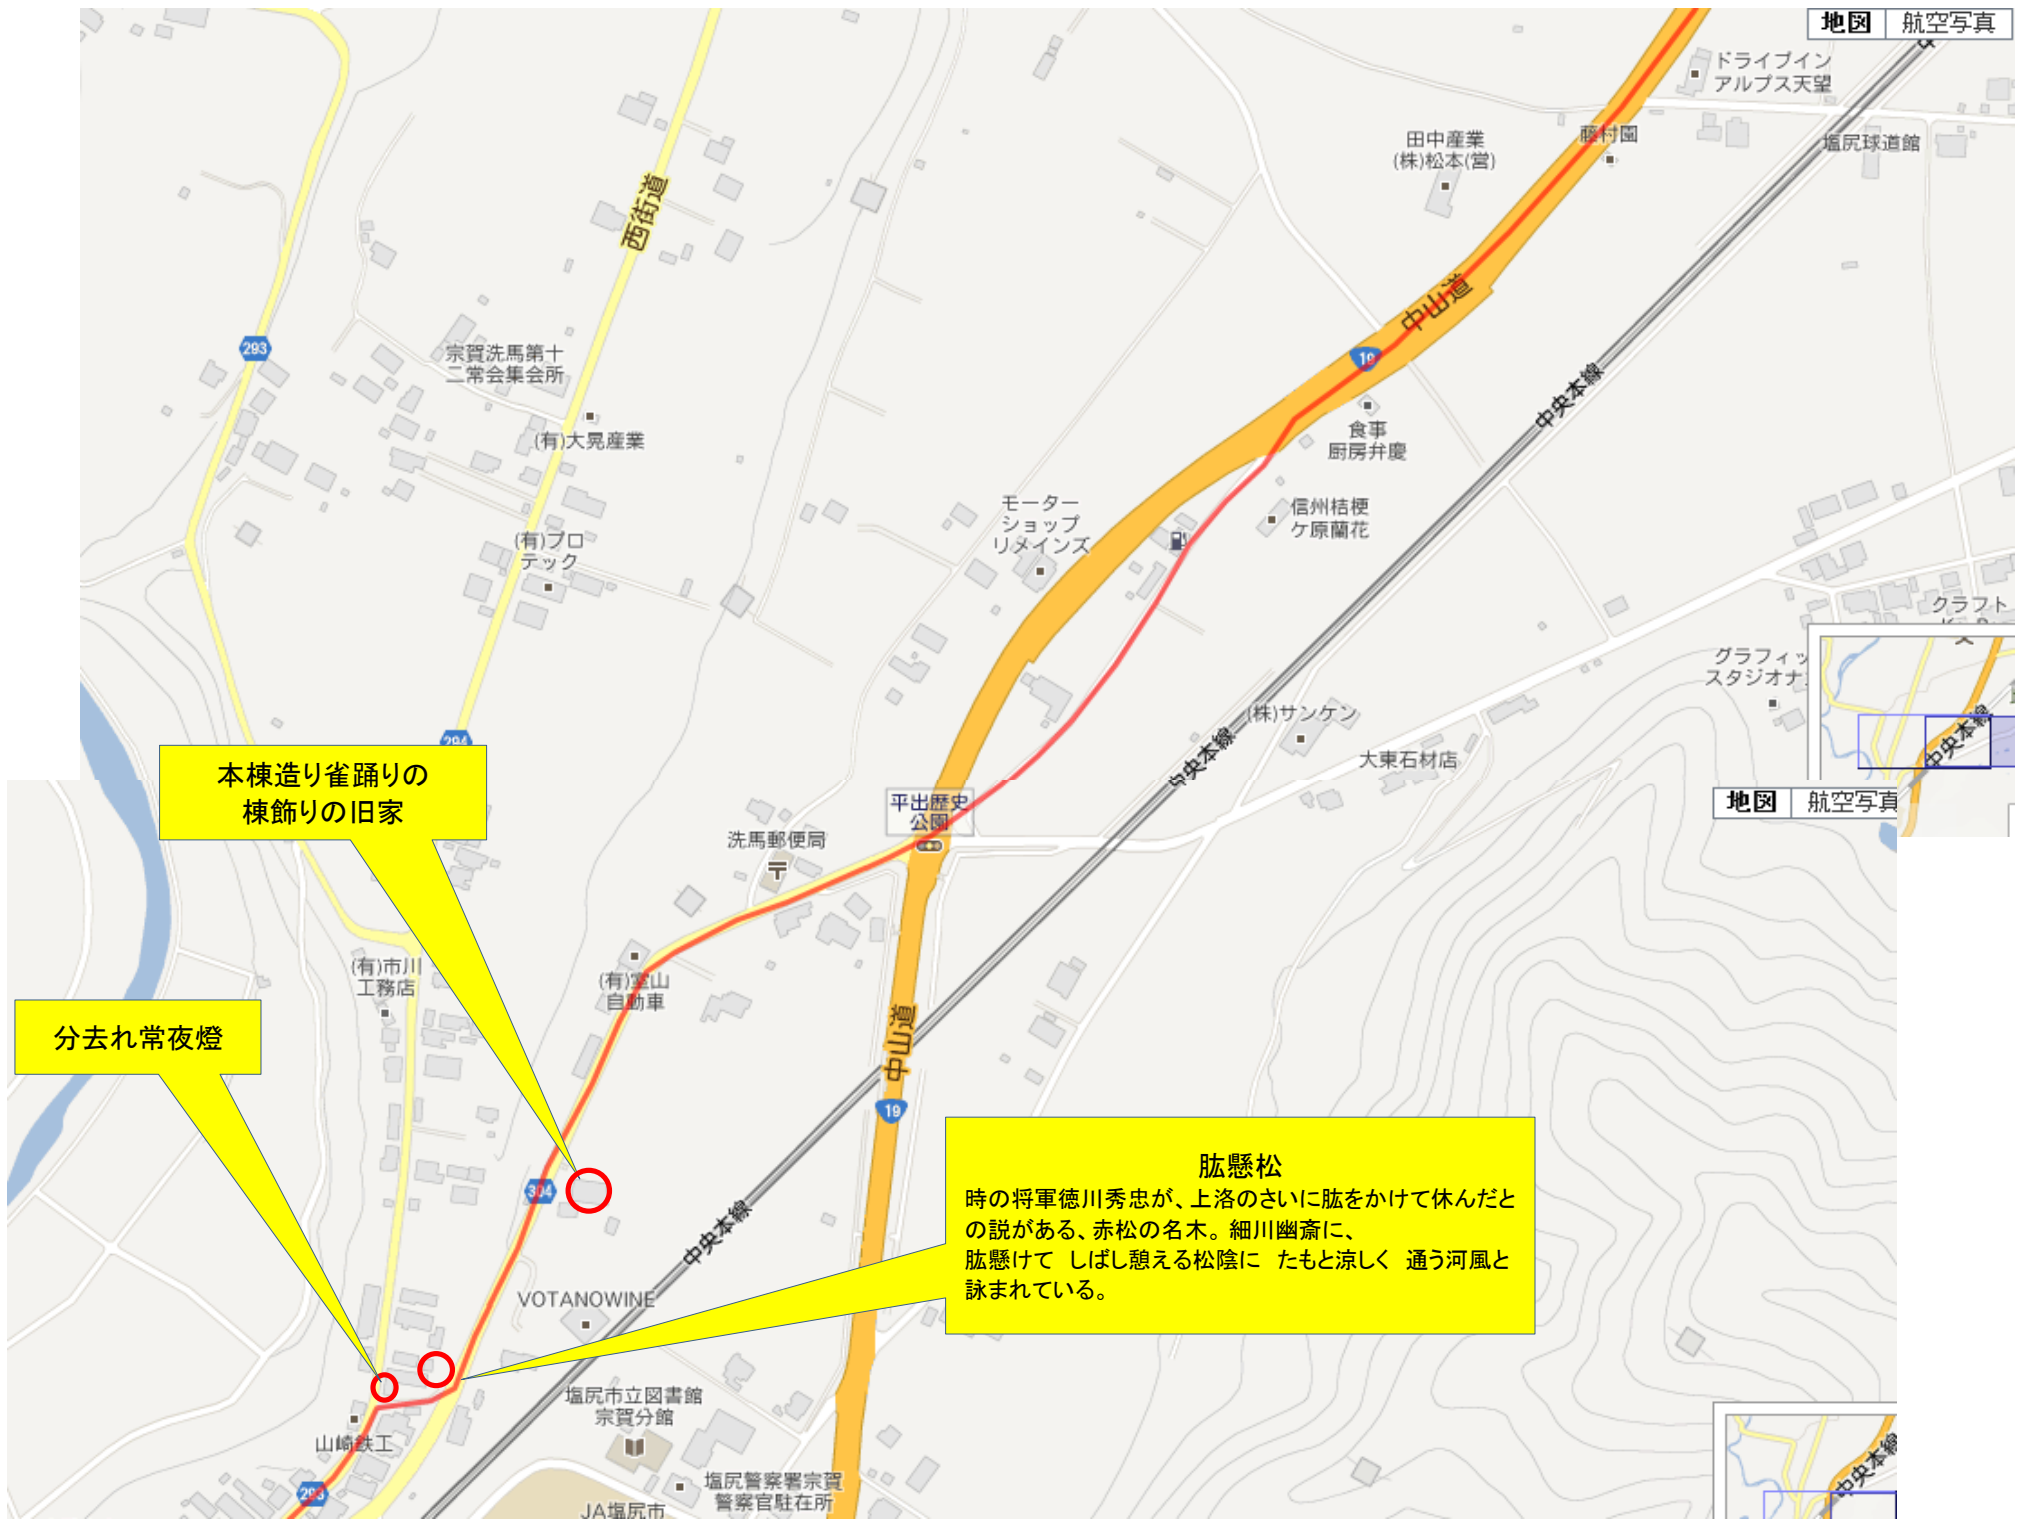 地図
航空写真
ドライブイン
アルプス天望
藤村園
塩尻球道館
田中産業
(株)松本(営)
西街道
中山道
19
中央本線
293
宗賀洗馬第十
二常会集会所
(有)大晃産業
食事
厨房弁慶
信州桔梗
ケ原蘭花
モーター
ショップ
リメインズ
(有)プロ
テック
クラフト
グラフィッ
スタジオナ
(株)サンケン
中央本線
大東石材店
中央本線
294
本棟造り雀踊りの
棟飾りの旧家
平出歴史
公園
地図
航空写真
洗馬郵便局
(有)市川
工務店
(有)室山
自動車
分去れ常夜燈
中山道
19
304
中央本線
肱懸松
時の将軍徳川秀忠が、上洛のさいに肱をかけて休んだと
の説がある、赤松の名木。細川幽斎に、
肱懸けて しばし憩える松陰に たもと涼しく 通う河風と
詠まれている。
VOTANOWINE
塩尻市立図書館
宗賀分館
山崎鉄工
塩尻警察署宗賀
警察官駐在所
293
JA塩尻市
中央本線